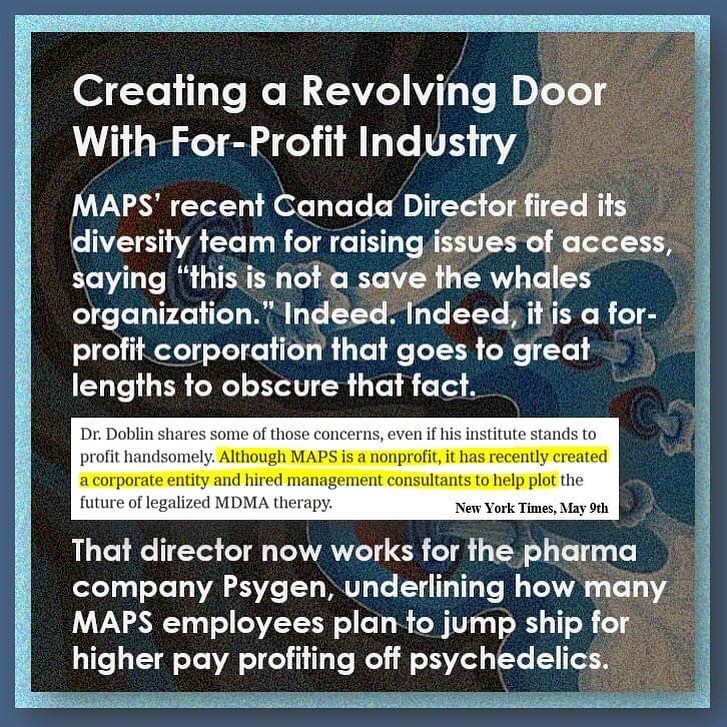 Creating a Revolving Door
With For-Profit Industry
MAPS’ recent Canada Director fired its
diversity team for raising issues of access,
saying “this is not a save the whales
organization.” Indeed. Indeed, it is a for-
profit corporation that goes to great
lengths to obscure that fact.
Dr. Doblin shares some of those concerns, even if his institute stands to
profit handsomely. Although MAPS is a nonprofit, it has recently created
a corporate entity and hired management consultants to help plot the
future of legalized MDMA therapy.
New York Times, May 9th
That director now works for the pharma
company Psygen, underlining how many
MAPS employees plan to jump ship for
higher pay profiting off psychedelics.